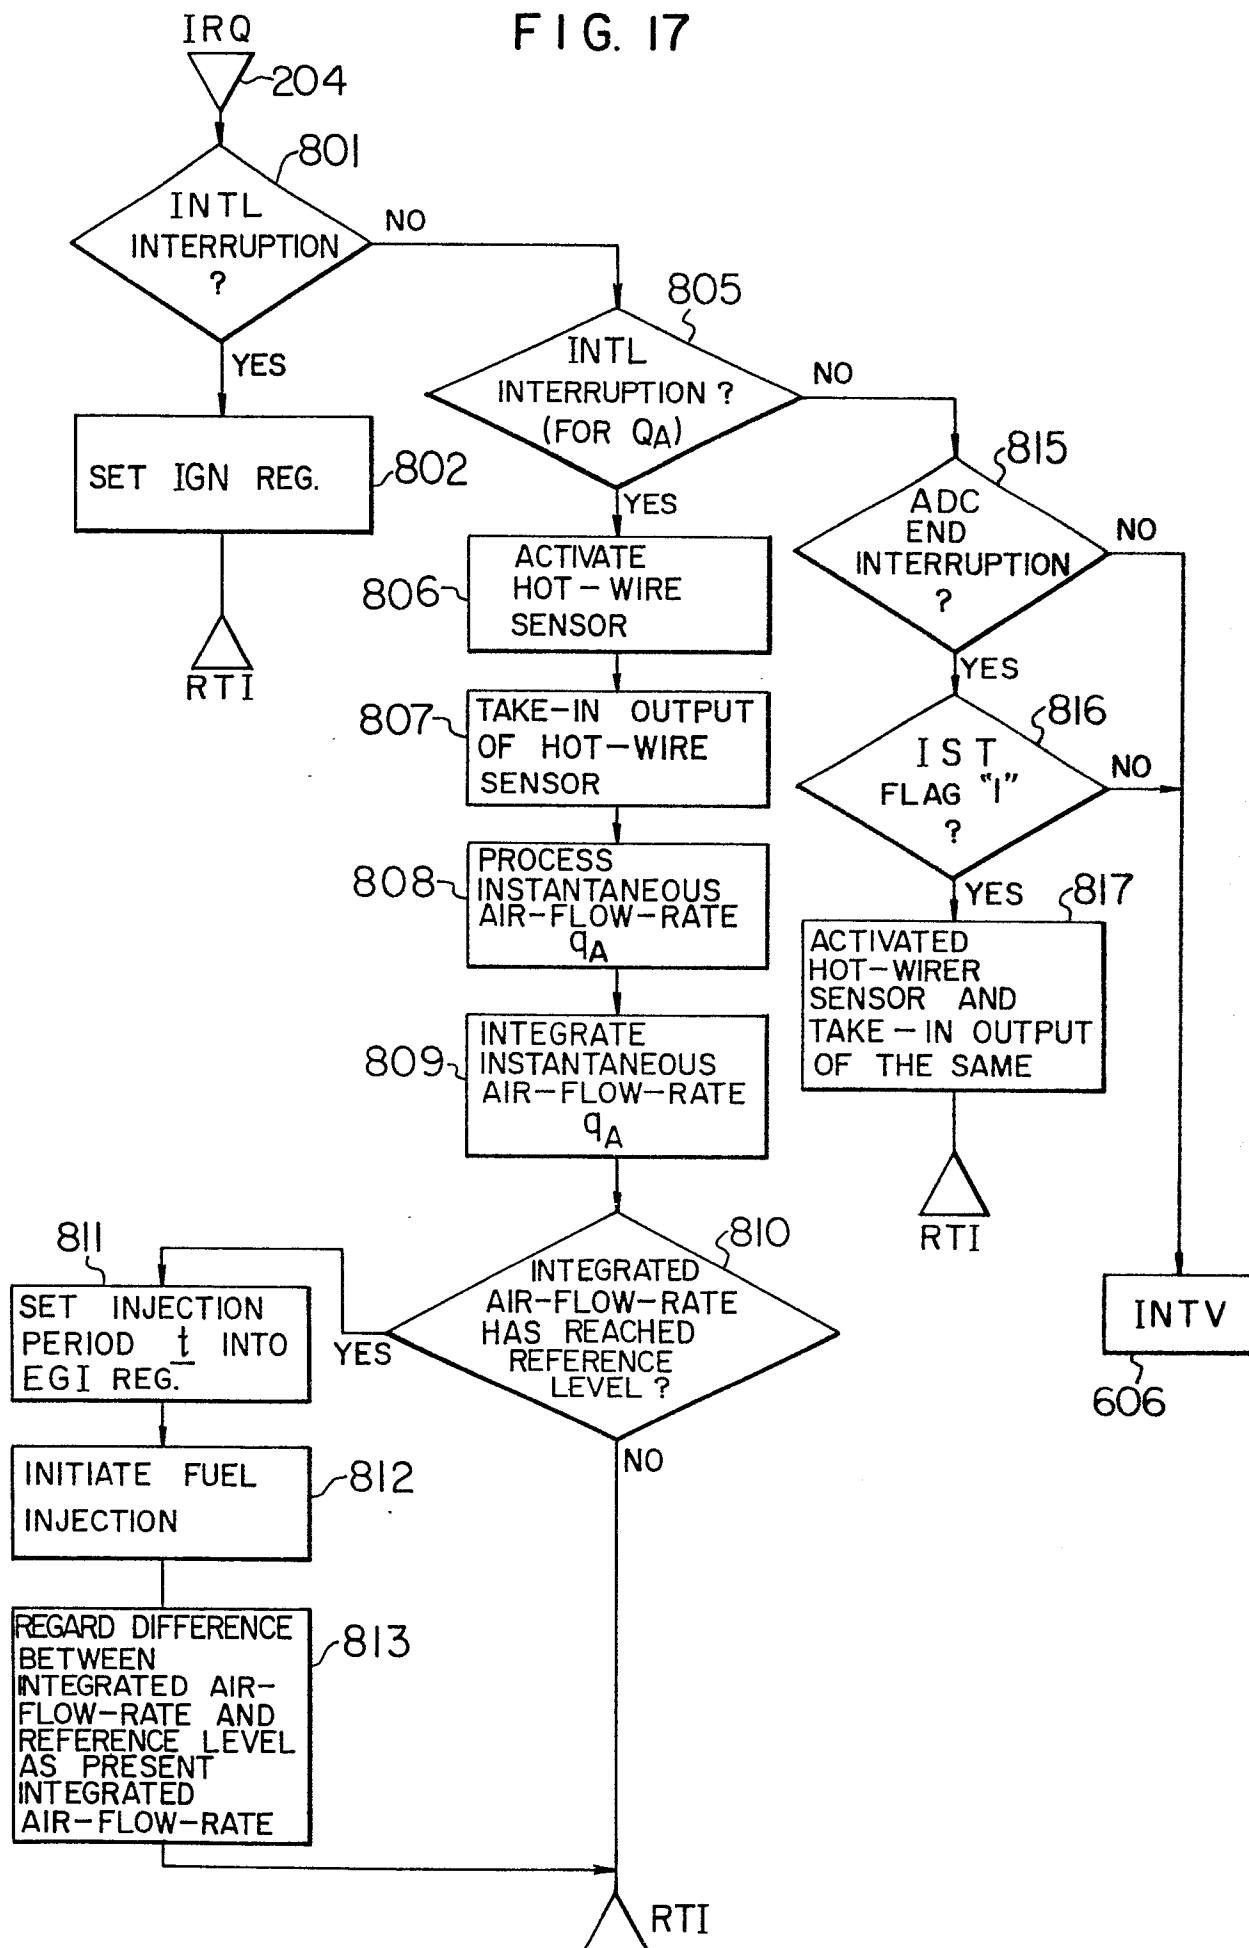 FIG. 17
IRQ
204
801
INTL
INTERRUPTION
?
NO
YES
SET IGN REG.
802
RTI
805
INTL
INTERRUPTION ?
(FOR QA)
NO
YES
806
ACTIVATE
HOT-WIRE
SENSOR
807
TAKE-IN OUTPUT
OF HOT-WIRE
SENSOR
808
PROCESS
INSTANTANEOUS
AIR-FLOW-RATE
qA
809
INTEGRATE
INSTANTANEOUS
AIR-FLOW-RATE
qA
810
INTEGRATED
AIR-FLOW-RATE
HAS REACHED
REFERENCE
LEVEL ?
YES
NO
811
SET INJECTION
PERIOD t INTO
EGI REG.
812
INITIATE FUEL
INJECTION
813
REGARD DIFFERENCE
BETWEEN
INTEGRATED AIR-
FLOW-RATE AND
REFERENCE LEVEL
AS PRESENT
INTEGRATED
AIR-FLOW-RATE
RTI
815
ADC
END
INTERRUPTION
?
NO
YES
816
IST
FLAG "1"
?
NO
YES
817
ACTIVATED
HOT-WIRER
SENSOR AND
TAKE-IN OUTPUT
OF THE SAME
RTI
INTV
606